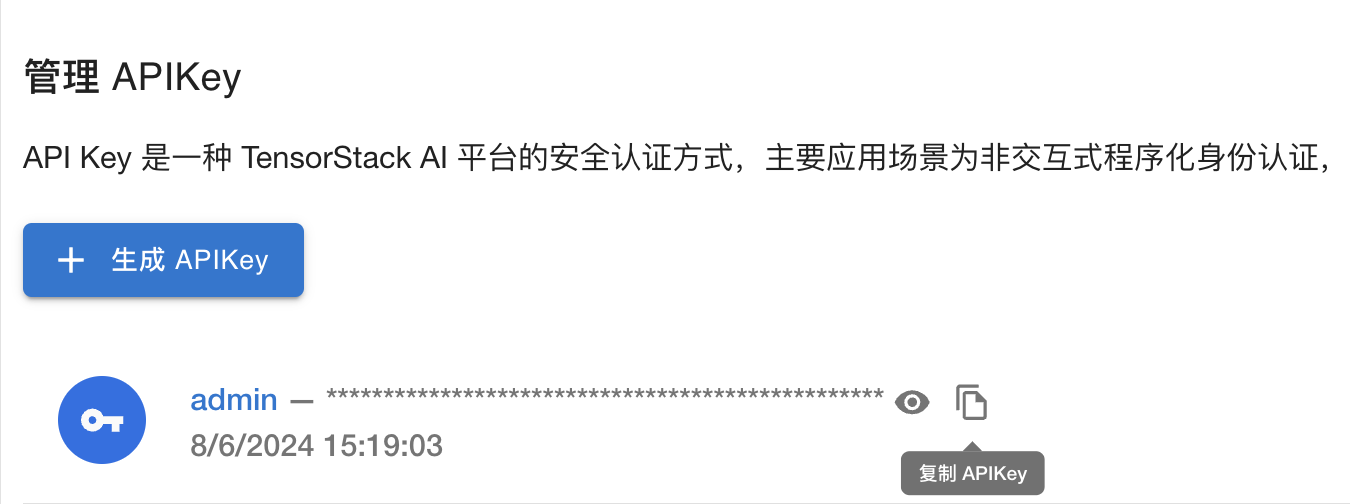 管理 APIKey
API Key 是一种 TensorStack AI 平台的安全认证方式，主要应用场景为非交互式程序化身份认证，
生成 APIKey
admin — *************************************************
8/6/2024 15:19:03
复制 APIKey